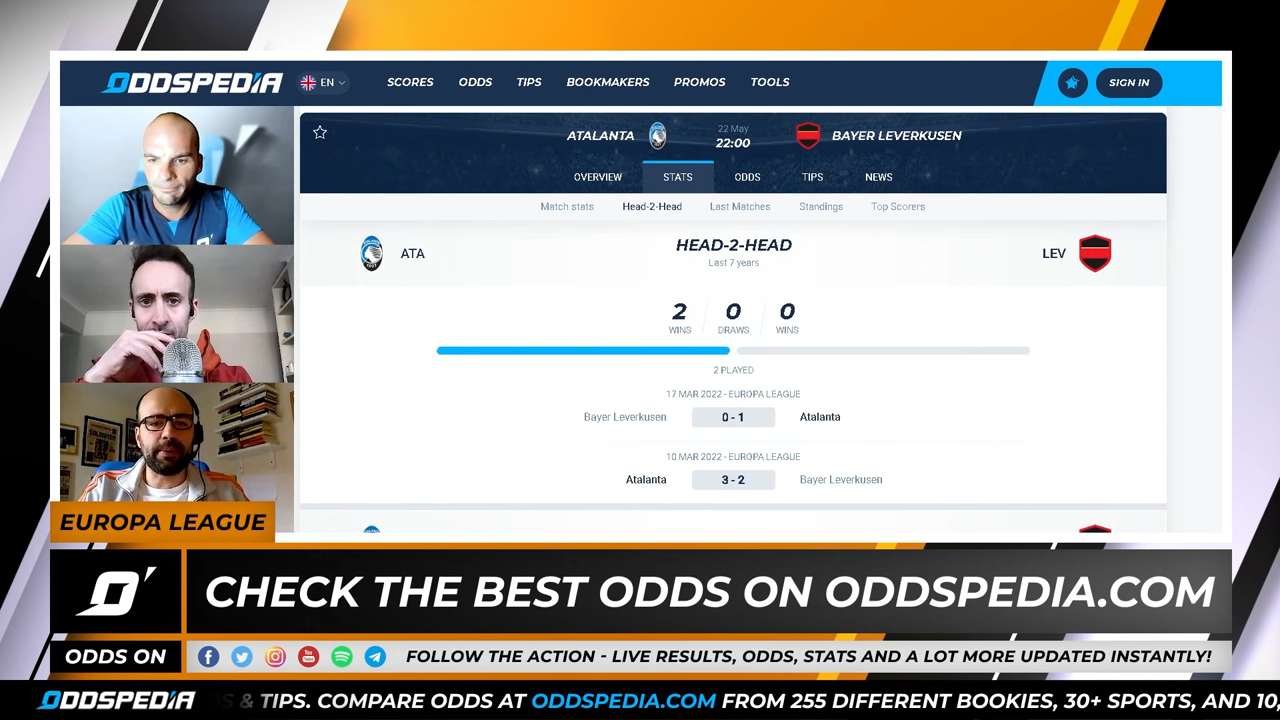 ODDSPEDIA
EN
SCORES ODDS TIPS BOOKMAKERS PROMOS TOOLS
SIGN IN
ATALANTA
22 May
22:00
BAYER LEVERKUSEN
OVERVIEW STATS ODDS TIPS NEWS
Match stats Head-2-Head Last Matches Standings Top Scorers
ATA
HEAD-2-HEAD
Last 7 years
LEV
2 0 0
WINS DRAWS WINS
2 PLAYED
17 MAR 2022 - EUROPA LEAGUE
Bayer Leverkusen 0 - 1 Atalanta
10 MAR 2022 - EUROPA LEAGUE
Atalanta 3 - 2 Bayer Leverkusen
EUROPA LEAGUE
O'
CHECK THE BEST ODDS ON ODDSPEDIA.COM
ODDS ON
FOLLOW THE ACTION - LIVE RESULTS, ODDS, STATS AND A LOT MORE UPDATED INSTANTLY!
ODDSPEDIA
& TIPS. COMPARE ODDS AT ODDSPEDIA.COM FROM 255 DIFFERENT BOOKIES, 30+ SPORTS, AND 10,